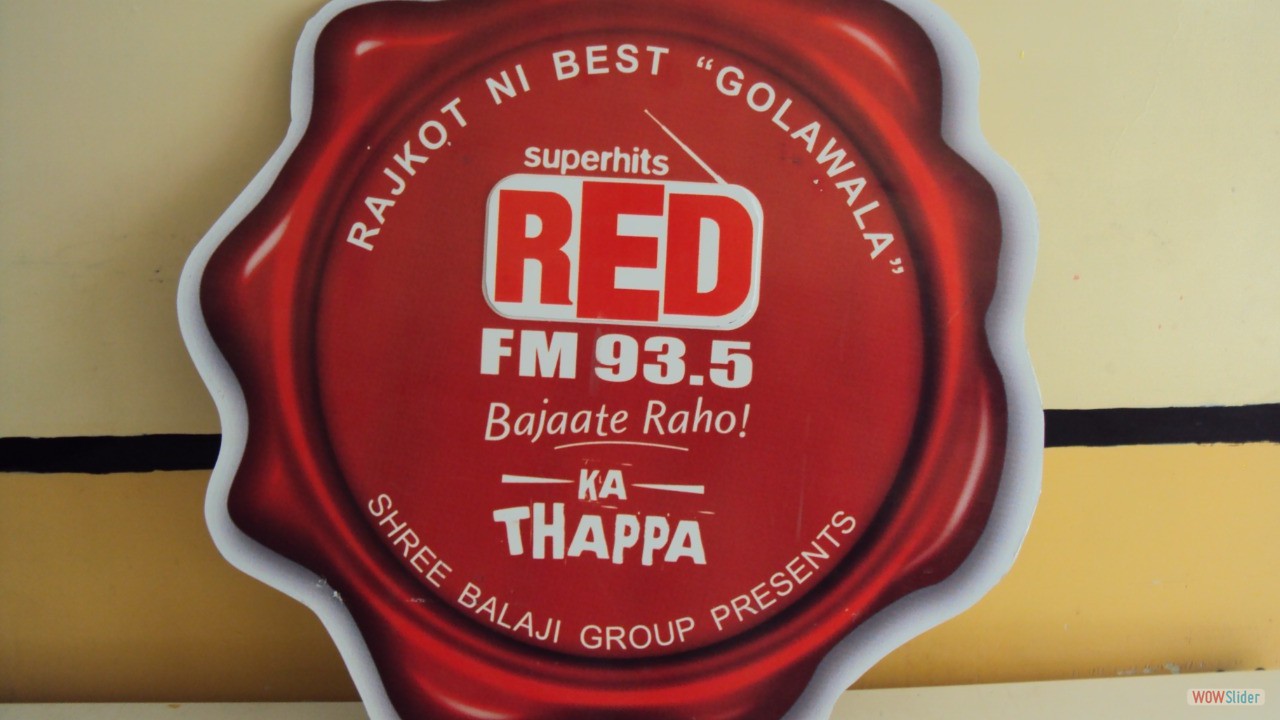 RAJKOT NI BEST “GOLAWALA”
superhits
RED
FM 93.5
Bajaate Raho!
KA
THAPPA
SHREE BALAJI GROUP PRESENTS
WOWSlider